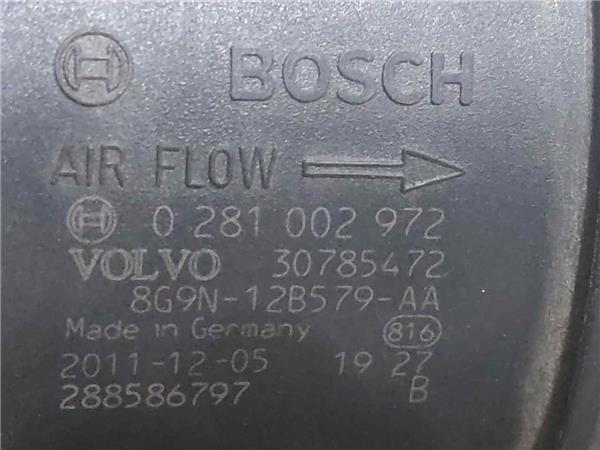 BOSCH
AIR FLOW
0 281 002 972
VOLVO 30785472
8G9N-12B579-AA
Made in Germany 816
2011-12-05 19 27
288586797 B